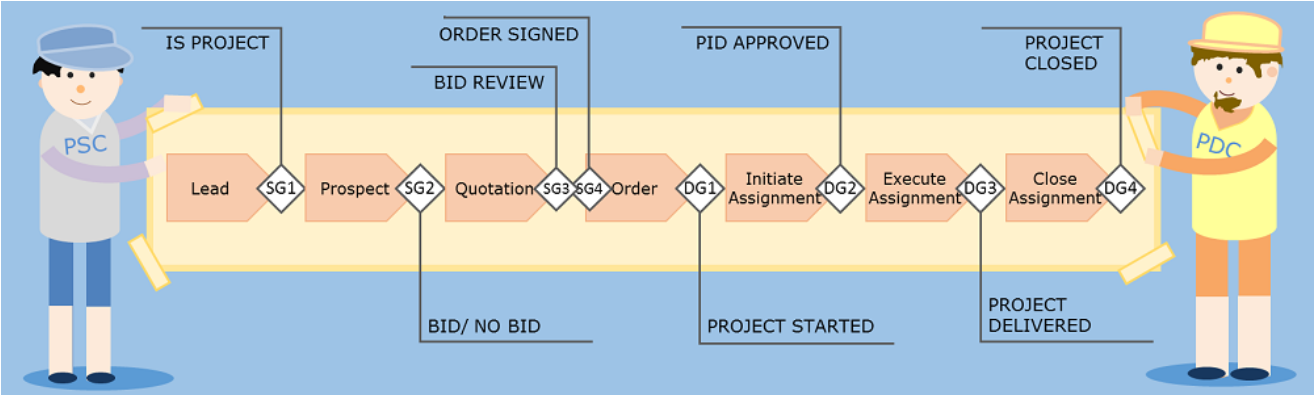 IS PROJECT
ORDER SIGNED
BID REVIEW
PID APPROVED
PROJECT
CLOSED
PSC
PDC
Lead
SG1
Prospect
SG2
Quotation
SG3
SG4
Order
DG1
Initiate
Assignment
DG2
Execute
Assignment
DG3
Close
Assignment
DG4
BID/ NO BID
PROJECT STARTED
PROJECT
DELIVERED